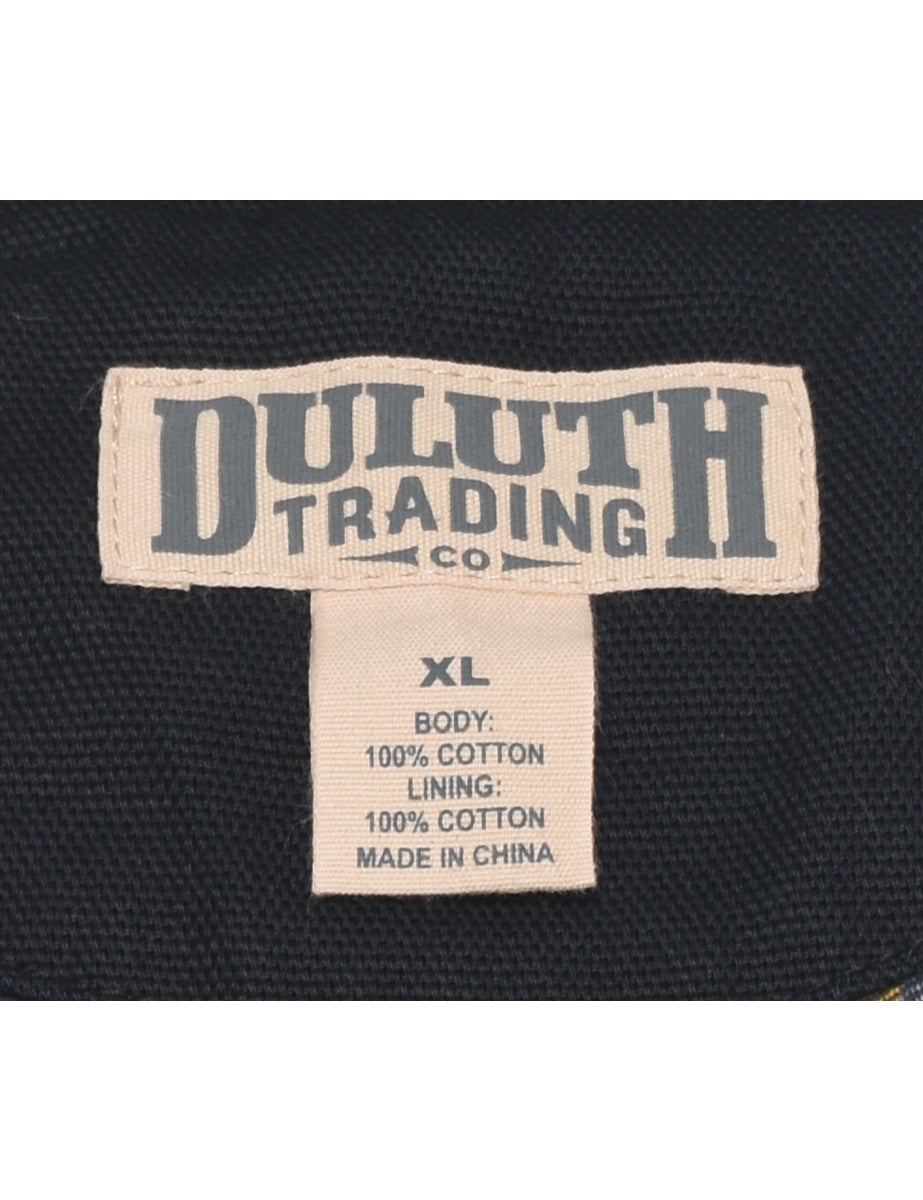 DULUTH
TRADING
CO
XL
BODY:
100% COTTON
LINING:
100% COTTON
MADE IN CHINA